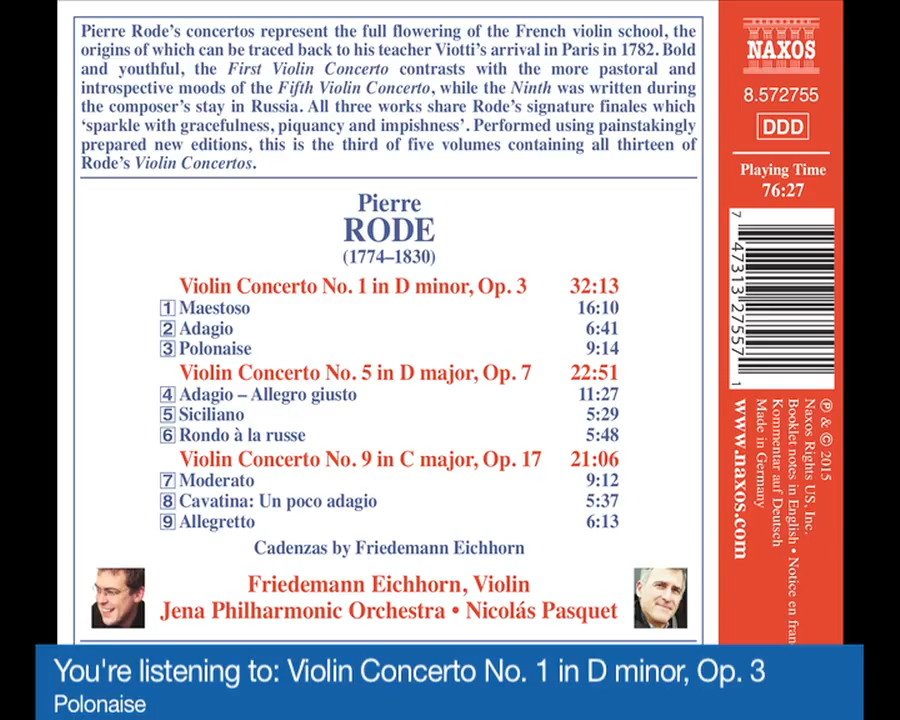 Pierre Rode’s concertos represent the full flowering of the French violin school, the
origins of which can be traced back to his teacher Viotti’s arrival in Paris in 1782. Bold
and youthful, the First Violin Concerto contrasts with the more pastoral and
introspective moods of the Fifth Violin Concerto, while the Ninth was written during
the composer’s stay in Russia. All three works share Rode’s signature finales which
‘sparkle with gracefulness, piquancy and impishness’. Performed using painstakingly
prepared new editions, this is the third of five volumes containing all thirteen of
Rode’s Violin Concertos.
Pierre
RODE
(1774–1830)
Violin Concerto No. 1 in D minor, Op. 3 32:13
1 Maestoso 16:10
2 Adagio 6:41
3 Polonaise 9:14
Violin Concerto No. 5 in D major, Op. 7 22:51
4 Adagio – Allegro giusto 11:27
5 Siciliano 5:29
6 Rondo à la russe 5:48
Violin Concerto No. 9 in C major, Op. 17 21:06
7 Moderato 9:12
8 Cavatina: Un poco adagio 5:37
9 Allegretto 6:13
Cadenzas by Friedemann Eichhorn
Friedemann Eichhorn, Violin
Jena Philharmonic Orchestra • Nicolás Pasquet
NAXOS
8.572755
DDD
Playing Time
76:27
7 47313 27557 1
℗ & © 2015
Naxos Rights US, Inc.
Booklet notes in English • Notice en fran
Kommentar auf Deutsch
Made in Germany
www.naxos.com
You're listening to: Violin Concerto No. 1 in D minor, Op. 3
Polonaise